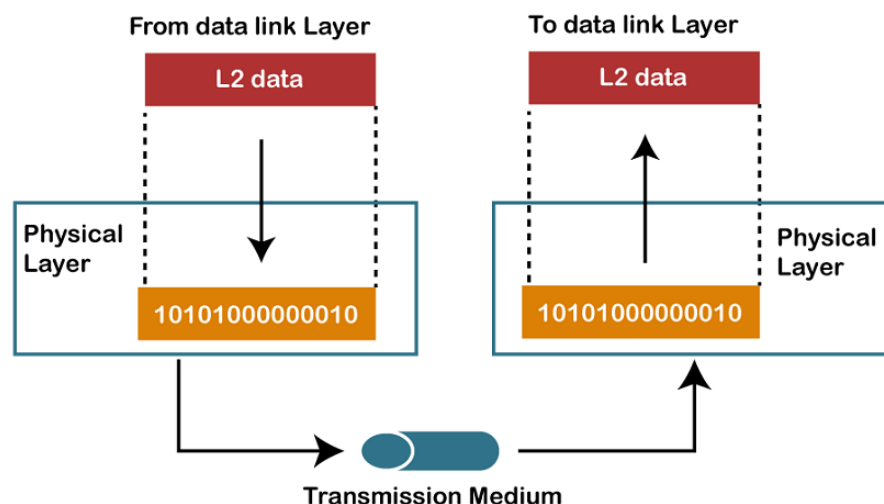 From data link Layer
To data link Layer
L2 data
L2 data
Physical
Layer
Physical
Layer
10101000000010
10101000000010
Transmission Medium